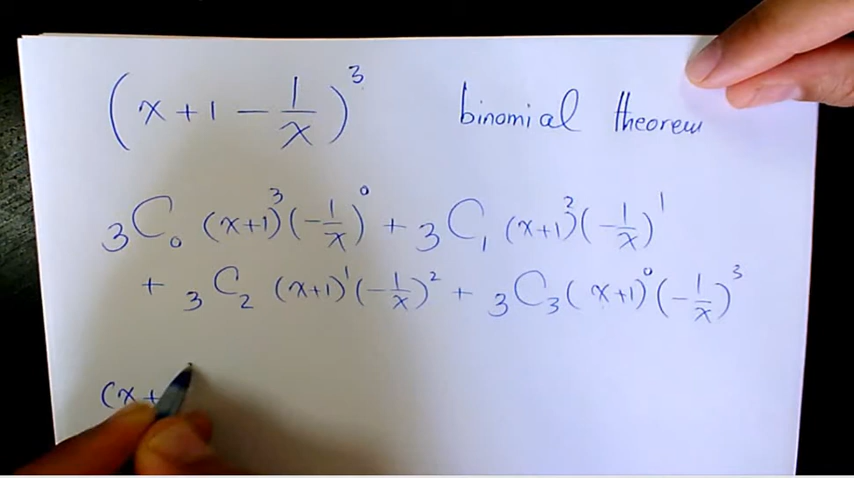 (x+1-1/x)³ binomial theorem
₃C₀ (x+1)³(-1/x)⁰ + ₃C₁ (x+1)²(-1/x)¹
+ ₃C₂ (x+1)¹(-1/x)² + ₃C₃(x+1)⁰(-1/x)³
(x+